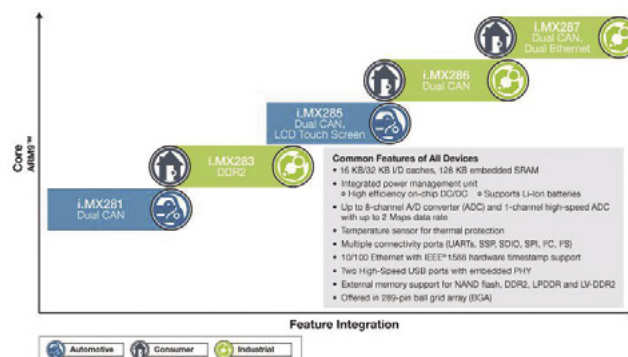 i.MX287
Dual CAN,
Dual Ethernet
i.MX286
Dual CAN
i.MX285
Dual CAN,
LCD Touch Screen
i.MX283
DDR2
i.MX281
Dual CAN
Core
ARM9™
Common Features of All Devices
• 16 KB/32 KB I/D caches, 128 KB embedded SRAM
• Integrated power management unit
High efficiency on-chip DC/DC Supports Li-Ion batteries
• Up to 8-channel A/D converter (ADC) and 1-channel high-speed ADC
with up to 2 Msps data rate
• Temperature sensor for thermal protection
• Multiple connectivity ports (UARTs, SSP, SDIO, SPI, I²C, I²S)
• 10/100 Ethernet with IEEE® 1588 hardware timestamp support
• Two High-Speed USB ports with embedded PHY
• External memory support for NAND flash, DDR2, LPDDR and LV-DDR2
• Offered in 289-pin ball grid array (BGA)
Feature Integration
Automotive Consumer Industrial